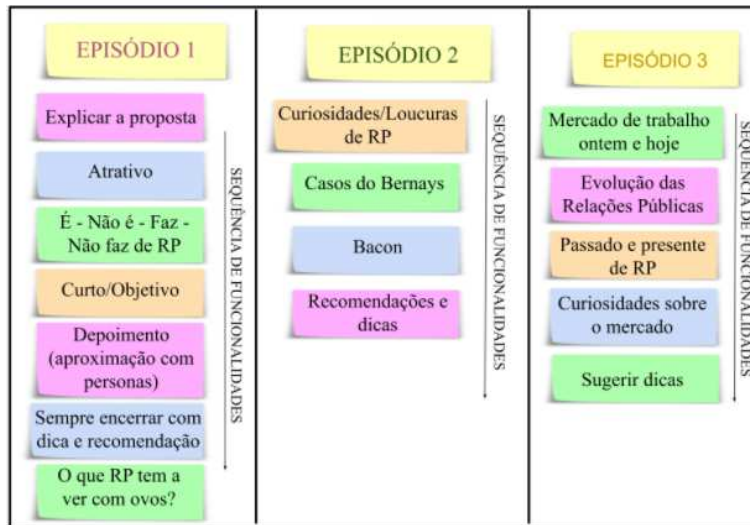 EPISÓDIO 1
Explicar a proposta
Atrativo
É - Não é - Faz -
Não faz de RP
Curto/Objetivo
Depoimento
(aproximação com
personas)
Sempre encerrar com
dica e recomendação
O que RP tem a
ver com ovos?
SEQUÊNCIA DE FUNCIONALIDADES
EPISÓDIO 2
Curiosidades/Loucuras
de RP
Casos do Bernays
Bacon
Recomendações e
dicas
SEQUÊNCIA DE FUNCIONALIDADES
EPISÓDIO 3
Mercado de trabalho
ontem e hoje
Evolução das
Relações Públicas
Passado e presente
de RP
Curiosidades sobre
o mercado
Sugerir dicas
SEQUÊNCIA DE FUNCIONALIDADES